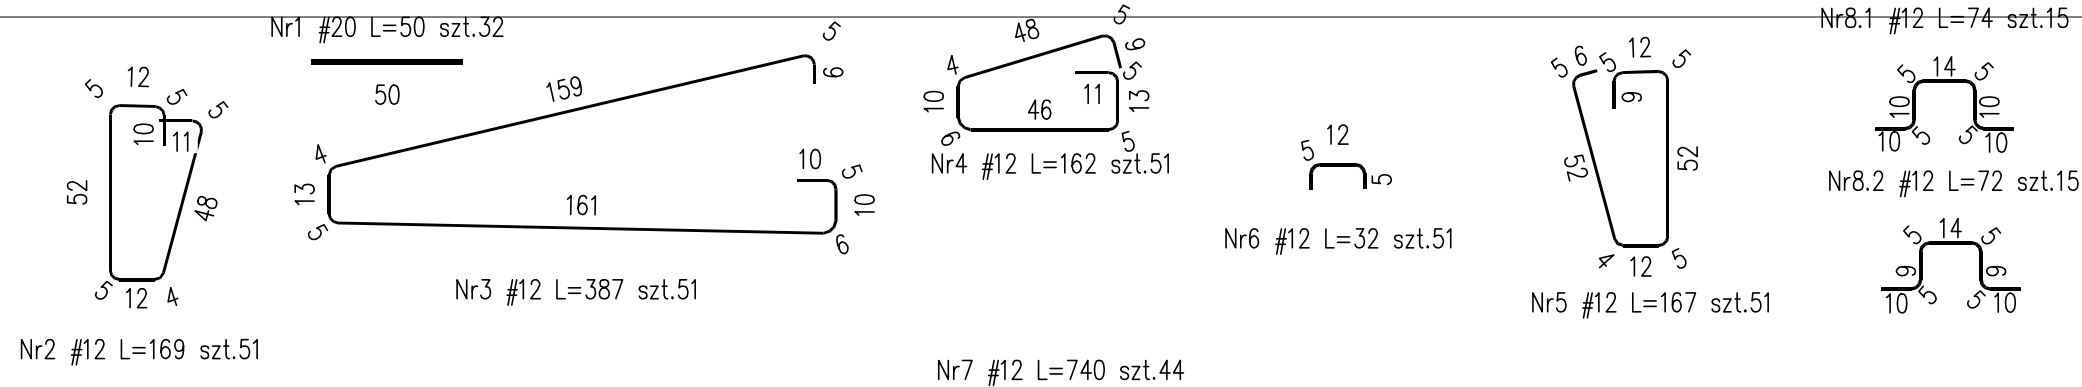 Nr1 #20 L=50 szt.32
50
5 12 5 5
10 11
52 48
5 12 4
Nr2 #12 L=169 szt.51
159 5 9
4 13 5
161
10 5 10 6
Nr3 #12 L=387 szt.51
48 5 9
4 10 6
46 11 5 13 5
Nr4 #12 L=162 szt.51
5 12 5
Nr6 #12 L=32 szt.51
5 6 5 12 5
9
52 52
4 12 5
Nr5 #12 L=167 szt.51
Nr7 #12 L=740 szt.44
Nr8.1 #12 L=74 szt.15
5 14 5
10 10
10 5 5 10
Nr8.2 #12 L=72 szt.15
5 14 5
9 9
10 5 5 10